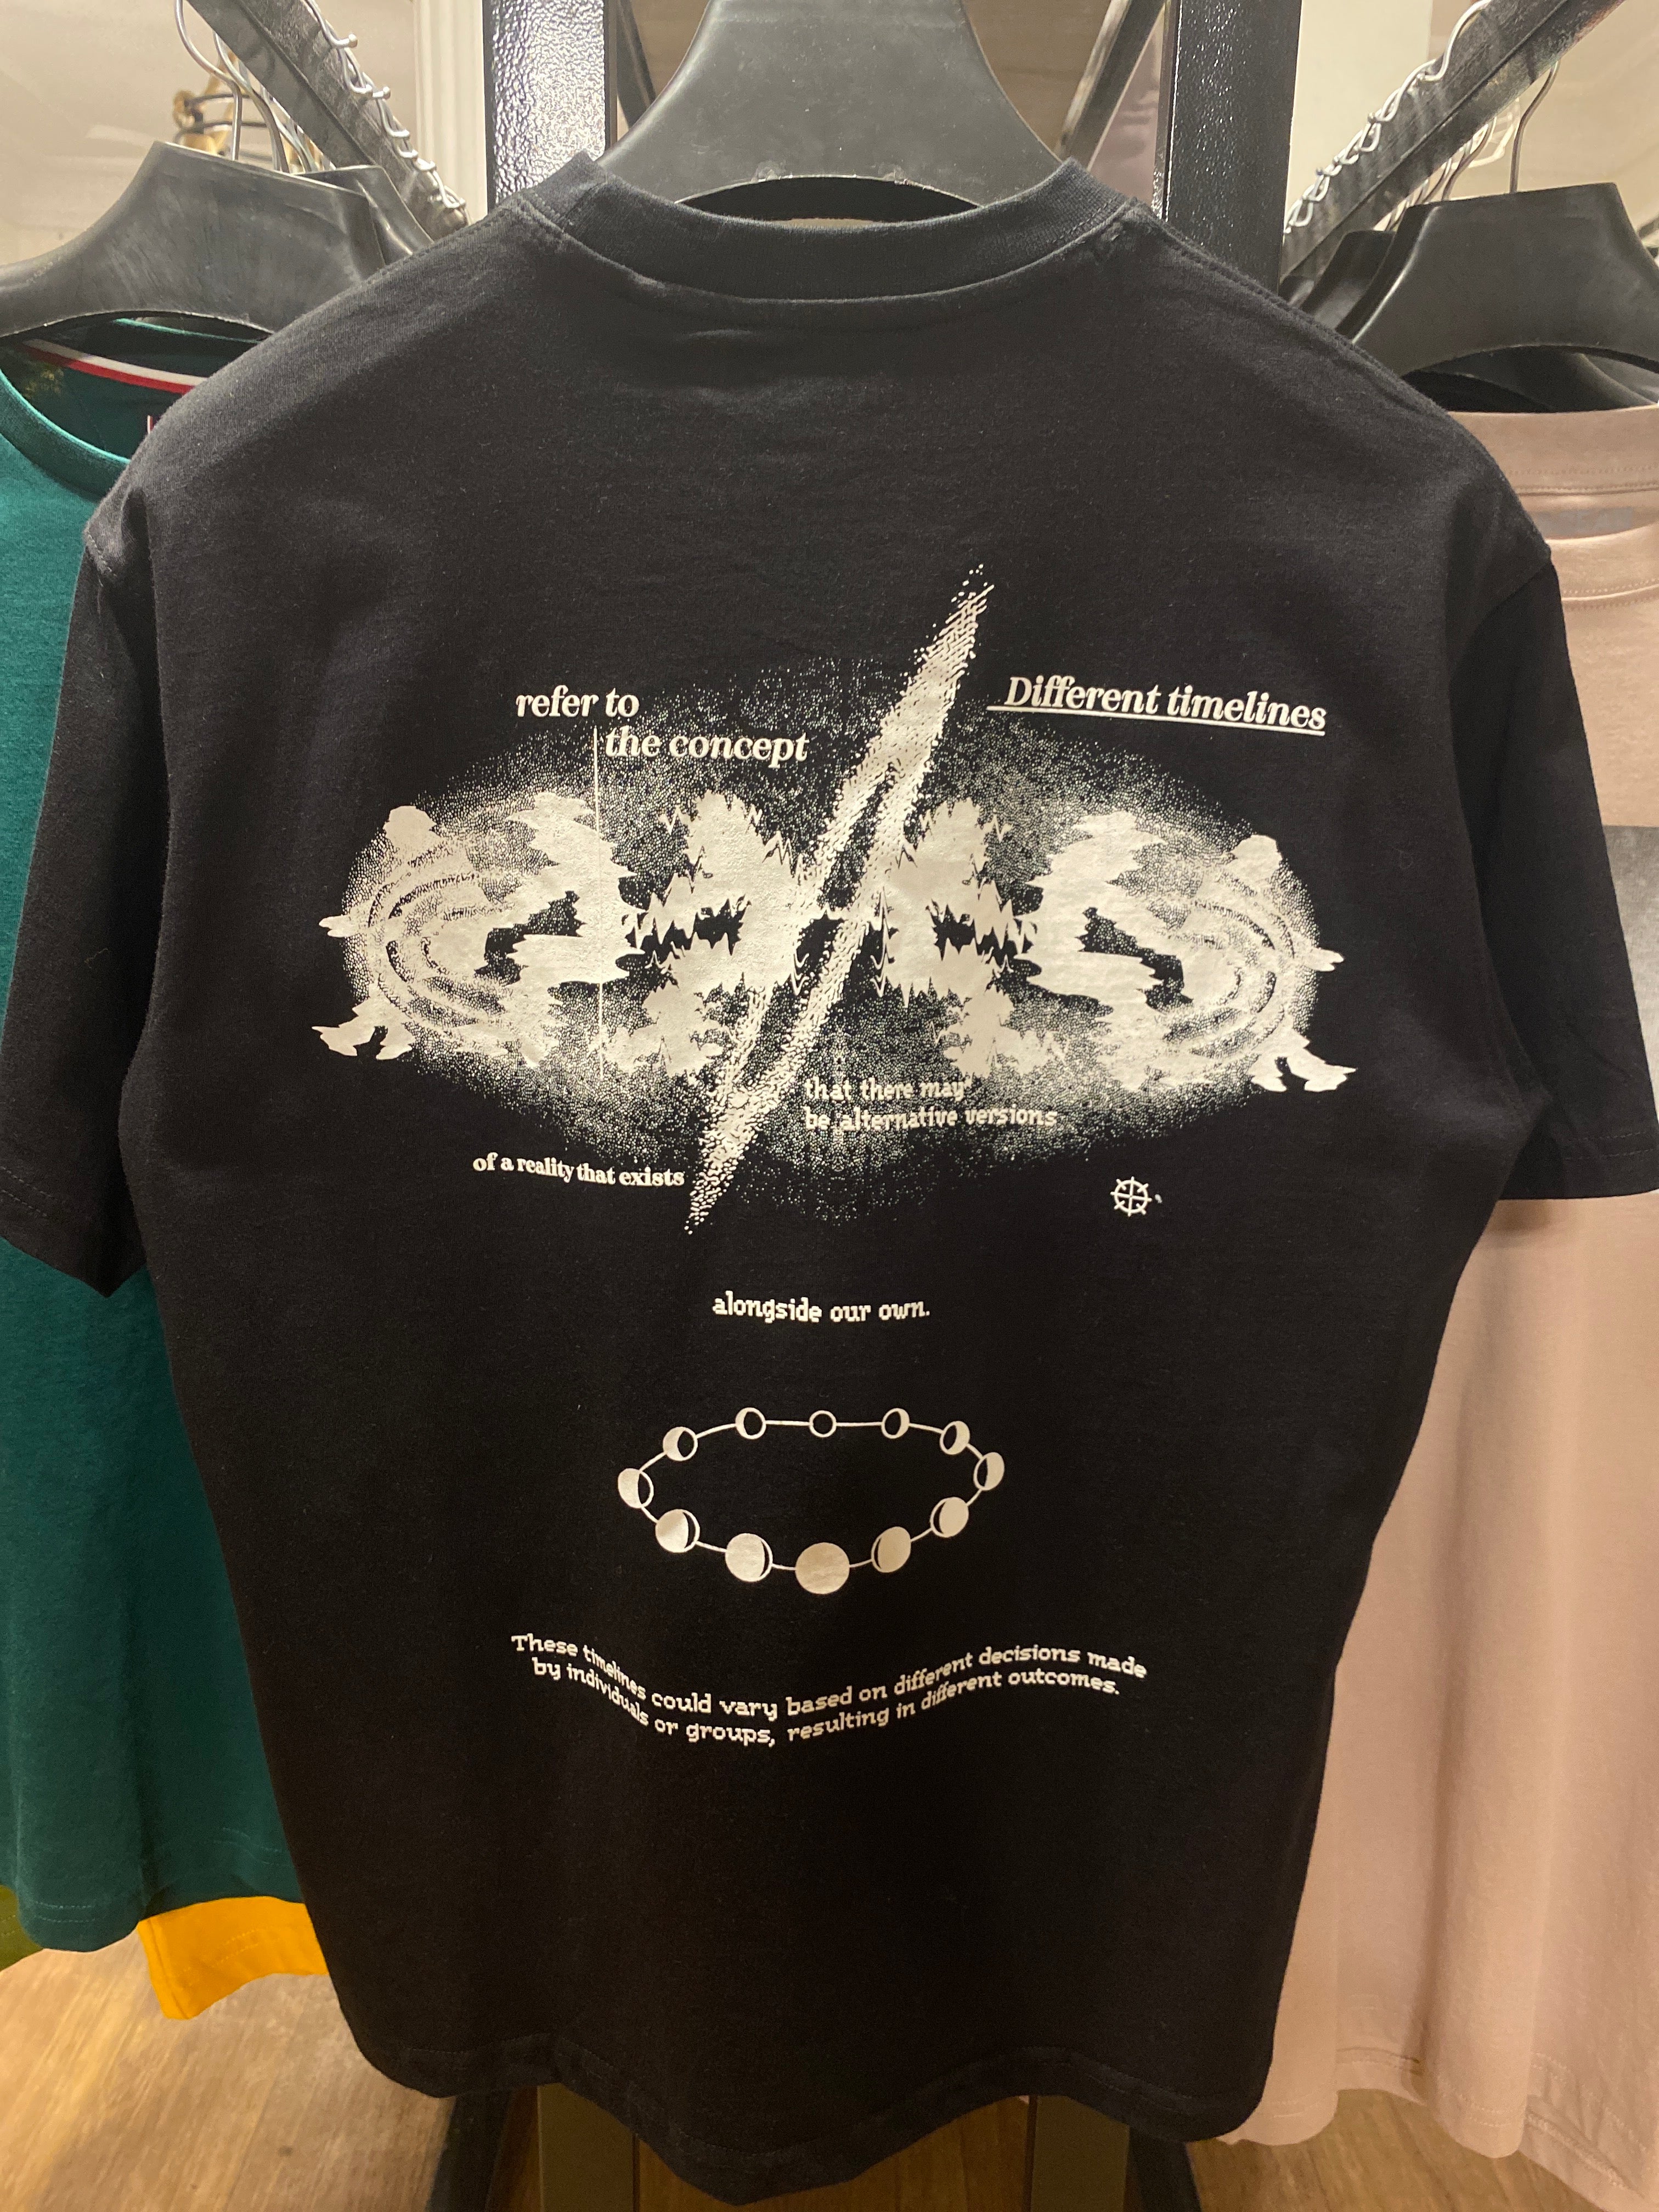 Different timelines
refer to
the concept
that there may
be alternative versions
of a reality that exists
alongside our own.
These timelines could vary based on different decisions made
by individuals or groups, resulting in different outcomes.